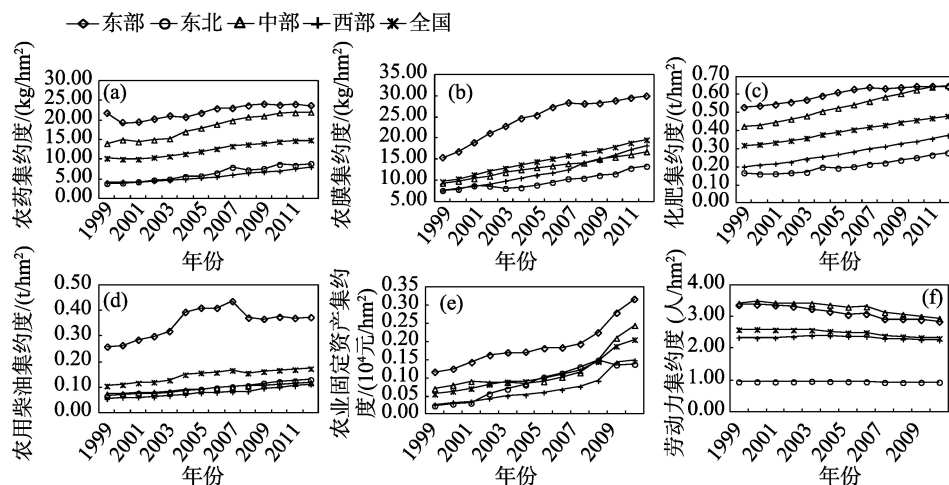 东部 东北 中部 西部 全国
(a)
农药集约度/(kg/hm²)
30.00
25.00
20.00
15.00
10.00
5.00
0.00
1999 2001 2003 2005 2007 2009 2011
年份
(b)
农膜集约度/(kg/hm²)
35.00
30.00
25.00
20.00
15.00
10.00
5.00
1999 2001 2003 2005 2007 2009 2011
年份
(c)
化肥集约度/(t/hm²)
0.70
0.60
0.50
0.40
0.30
0.20
0.10
0.00
1999 2001 2003 2005 2007 2009 2011
年份
(d)
农用柴油集约度/(t/hm²)
0.50
0.40
0.30
0.20
0.10
0.00
1999 2001 2003 2005 2007 2009 2011
年份
(e)
农业固定资产集约
度/(10⁴元/hm²)
0.35
0.30
0.25
0.20
0.15
0.10
0.05
0.00
1999 2001 2003 2005 2007 2009
年份
(f)
劳动力集约度 (人/hm²)
4.00
3.00
2.00
1.00
0.00
1999 2001 2003 2005 2007 2009
年份